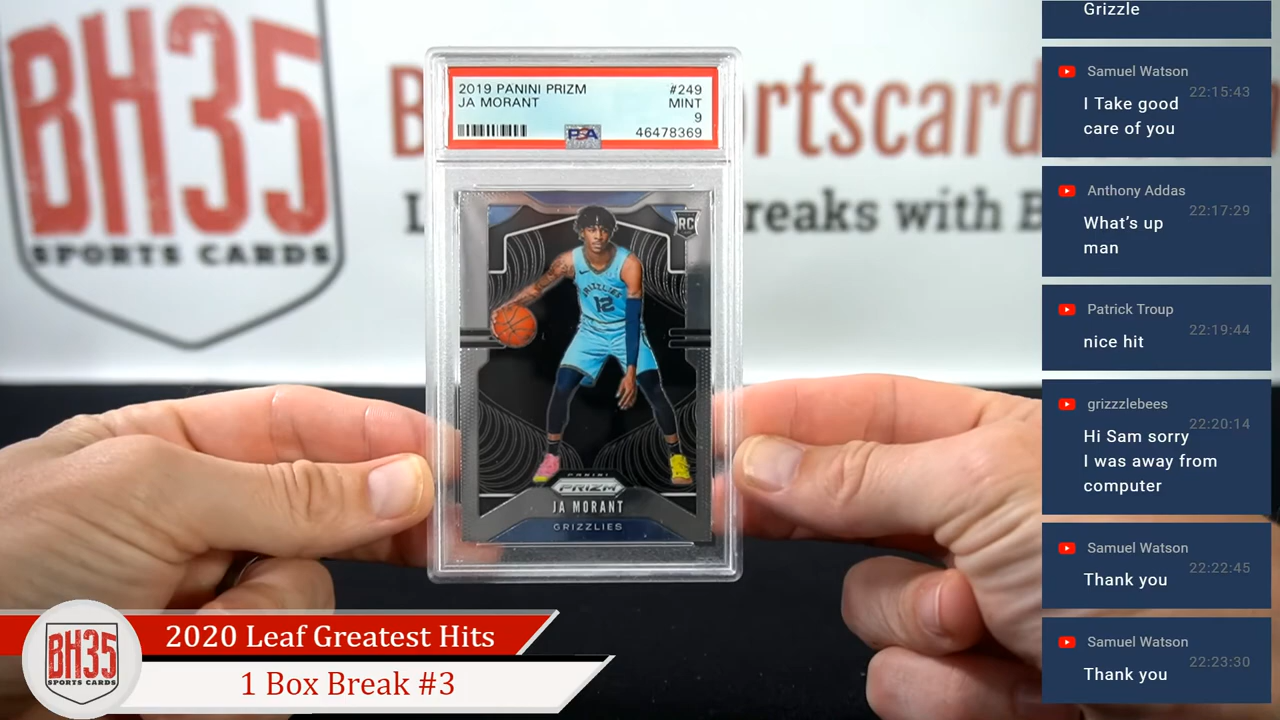 BH35
SPORTS CARDS
B
rtscard
L
reaks with B
2019 PANINI PRIZM #249
JA MORANT MINT
9
PSA 46478369
RC
GRIZZLIES
12
PANINI
PRIZM
JA MORANT
GRIZZLIES
BH35
SPORTS CARDS
2020 Leaf Greatest Hits
1 Box Break #3
Grizzle
Samuel Watson
22:15:43
I Take good
care of you
Anthony Addas
22:17:29
What’s up
man
Patrick Troup
22:19:44
nice hit
grizzzlebees
22:20:14
Hi Sam sorry
I was away from
computer
Samuel Watson
22:22:45
Thank you
Samuel Watson
22:23:30
Thank you